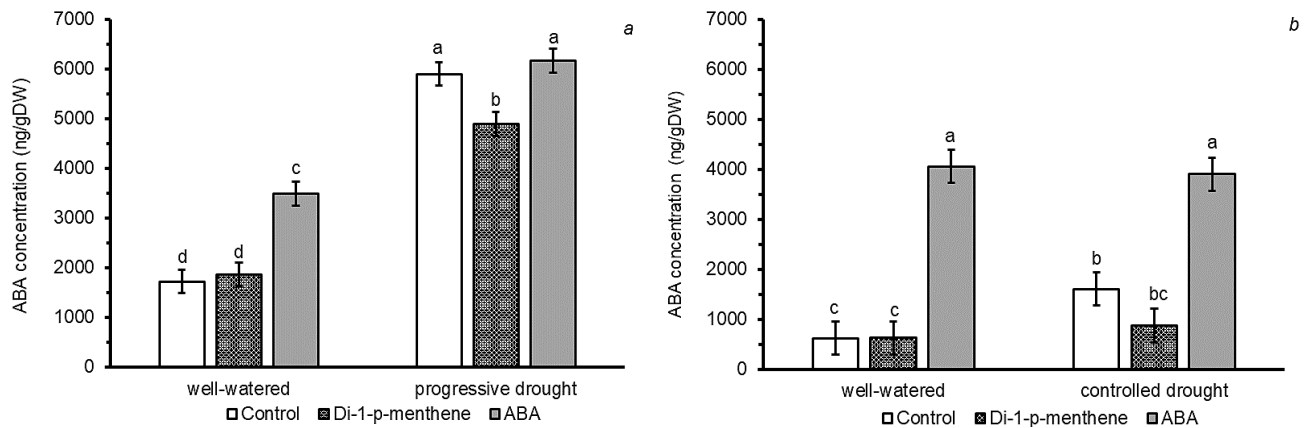 a
ABA concentration (ng/gDW)
7000
6000
5000
4000
3000
2000
1000
0
d
d
c
a
b
a
well-watered
progressive drought
Control
Di-1-p-menthene
ABA
b
ABA concentration (ng/gDW)
7000
6000
5000
4000
3000
2000
1000
0
c
c
a
b
bc
a
well-watered
controlled drought
Control
Di-1-p-menthene
ABA